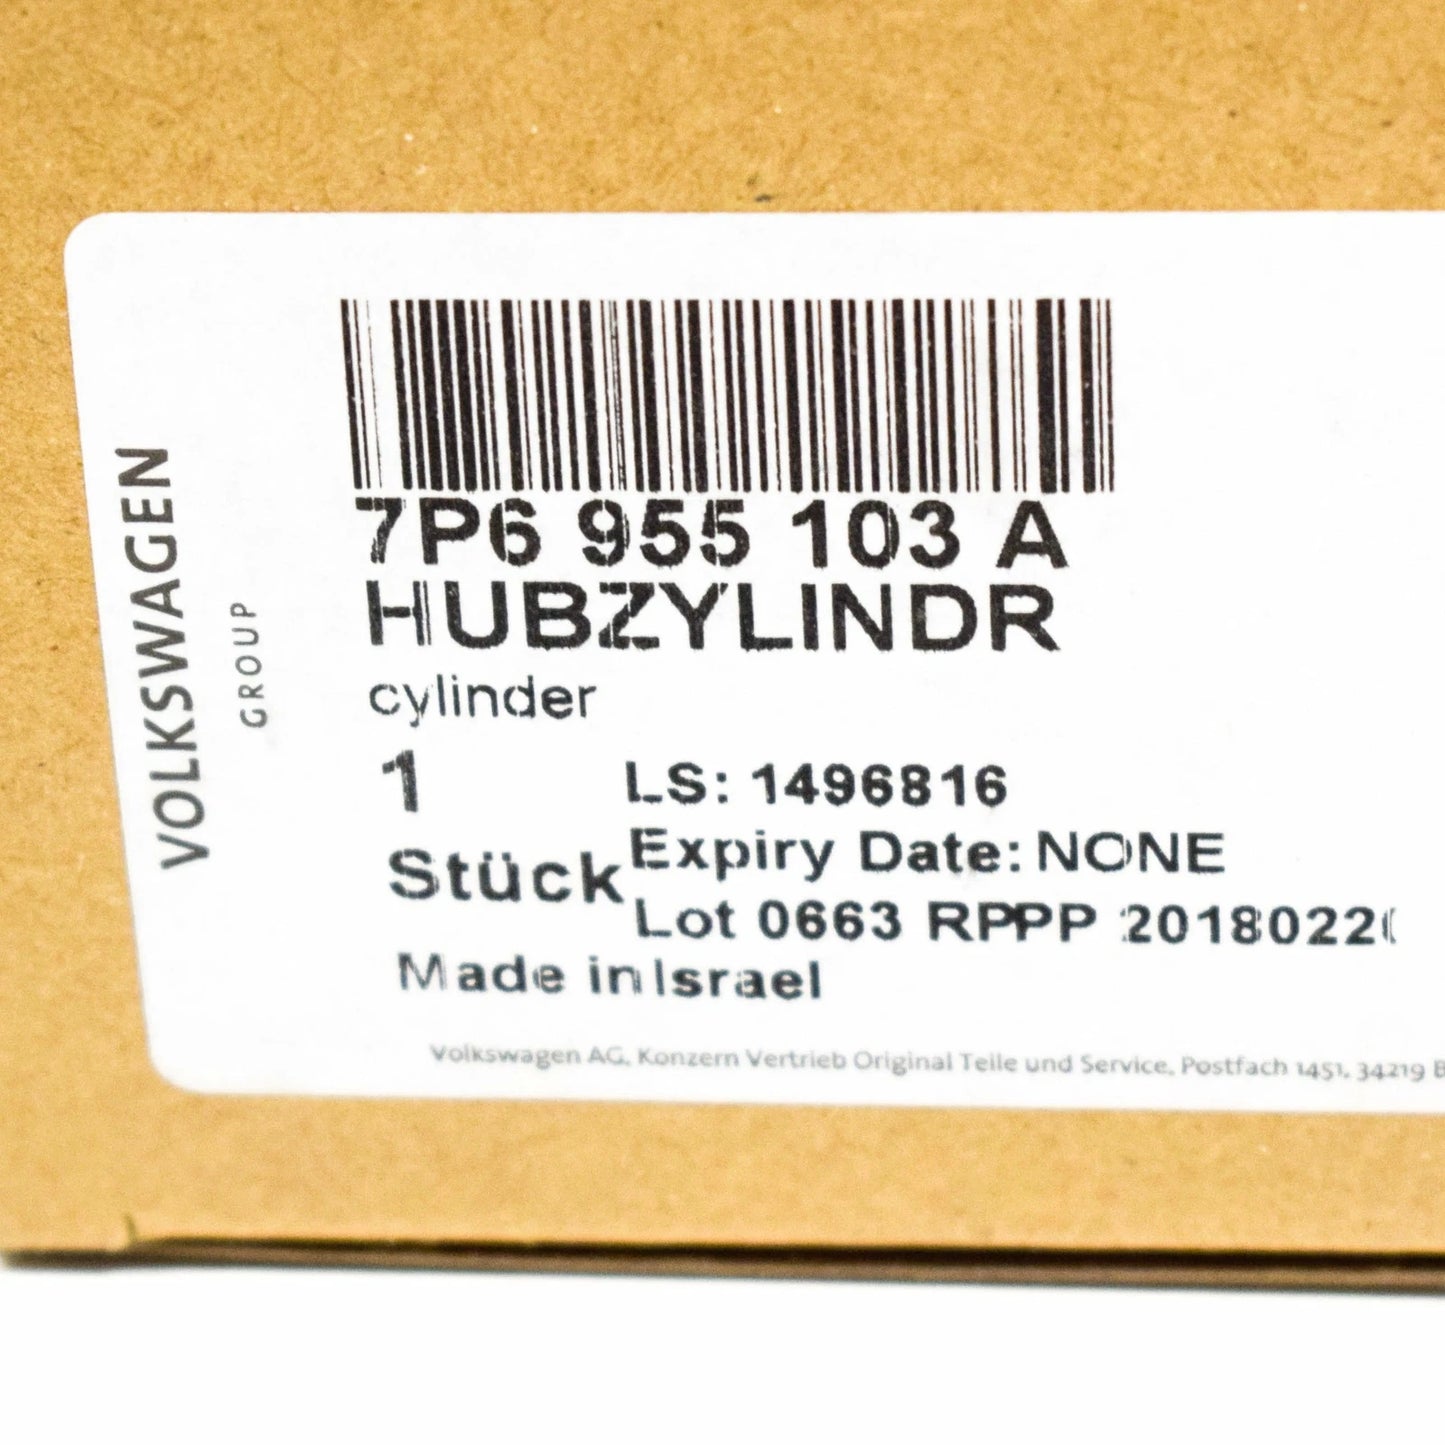 VOLKSWAGEN
GROUP
7P6 955 103 A
HUBZYLINDR
cylinder
1
Stück
LS: 1496816
Expiry Date: NONE
Lot 0663 RPPP 2018022
Made in Israel
Volkswagen AG, Konzern Vertrieb Original Teile und Service, Postfach 1451, 34219 B